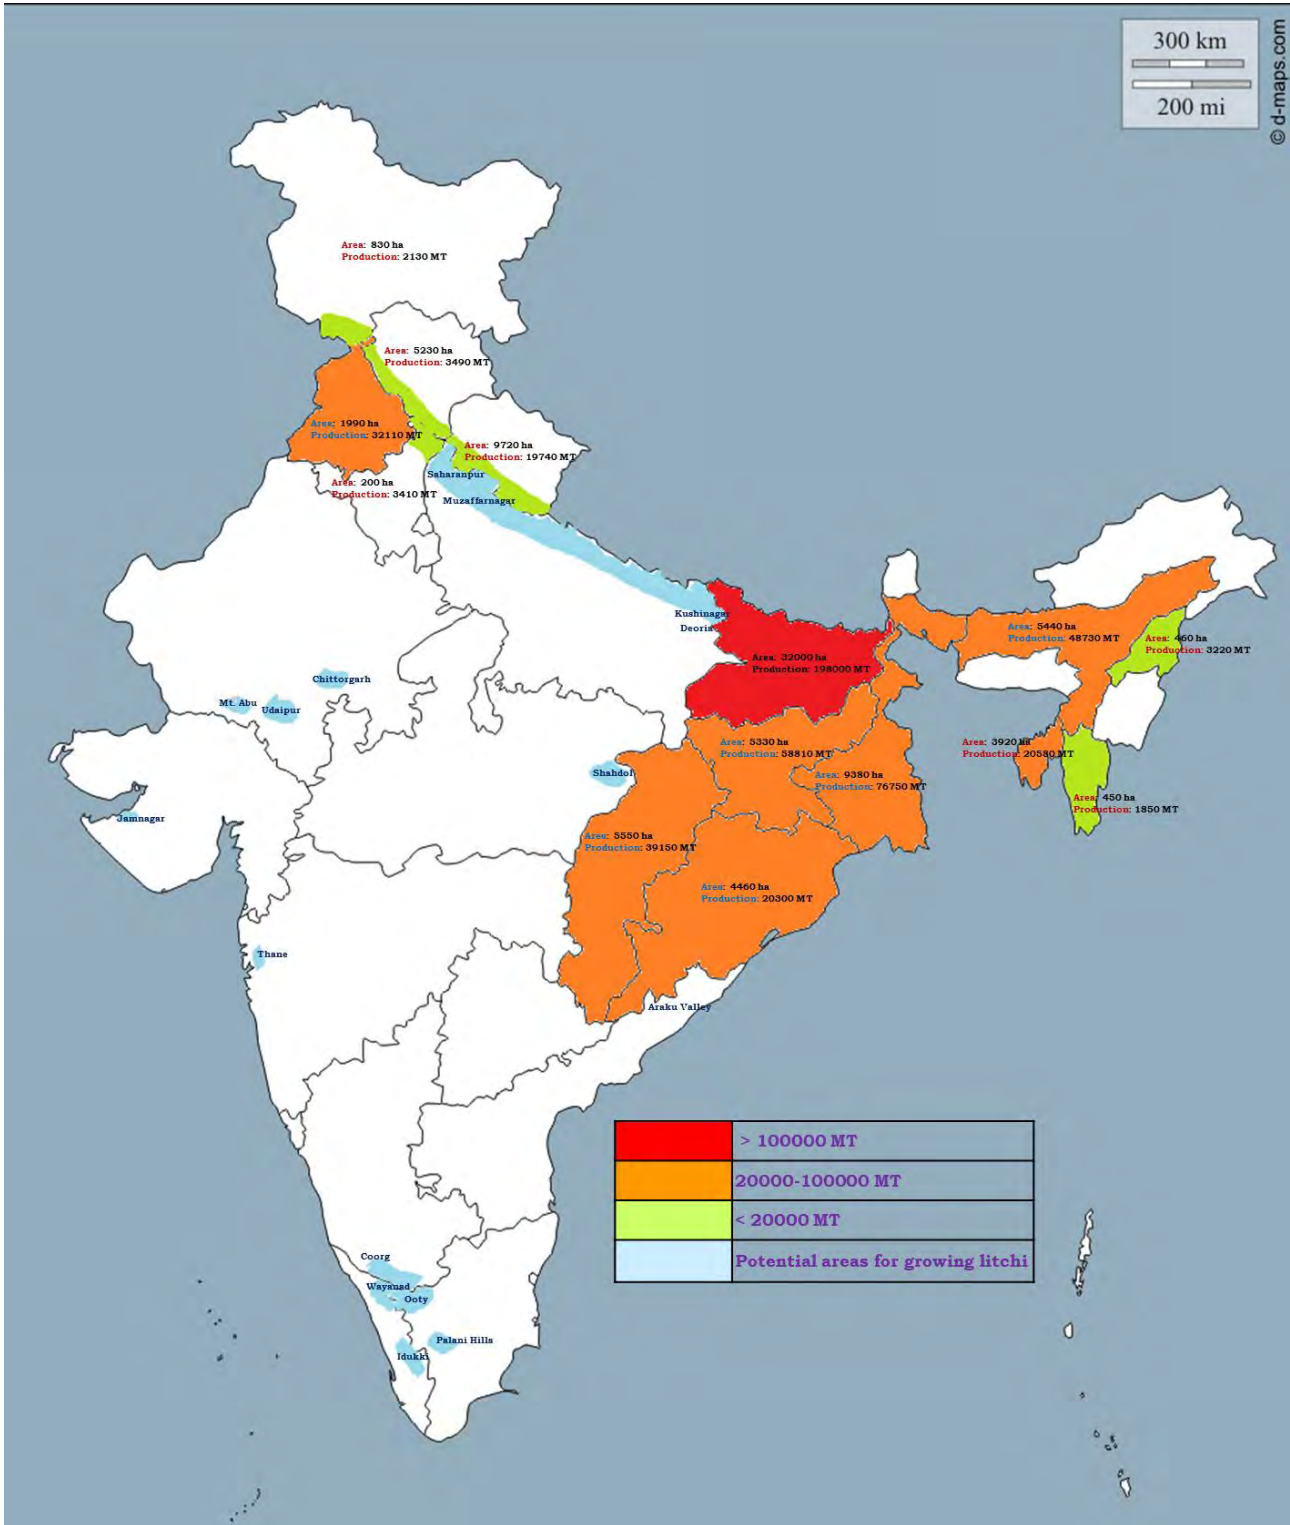 300 km
200 mi
© d-maps.com
Area: 830 ha
Production: 2130 MT
Area: 5230 ha
Production: 3490 MT
Area: 1990 ha
Production: 32110 MT
Area: 9720 ha
Production: 19740 MT
Area: 200 ha
Production: 3410 MT
Saharanpur
Muzaffarnagar
Kushinagar
Deoria
Area: 32000 ha
Production: 198000 MT
Area: 5440 ha
Production: 48730 MT
Area: 460 ha
Production: 3220 MT
Chittorgarh
Mt. Abu
Udaipur
Area: 5330 ha
Production: 58810 MT
Area: 3920 ha
Production: 20580 MT
Shahdol
Area: 9380 ha
Production: 76750 MT
Area: 450 ha
Production: 1850 MT
Jamnagar
Area: 5550 ha
Production: 39150 MT
Area: 4460 ha
Production: 20300 MT
Thane
Araku Valley
> 100000 MT
20000-100000 MT
< 20000 MT
Potential areas for growing litchi
Coorg
Wayanad
Ooty
Palani Hills
Idukki